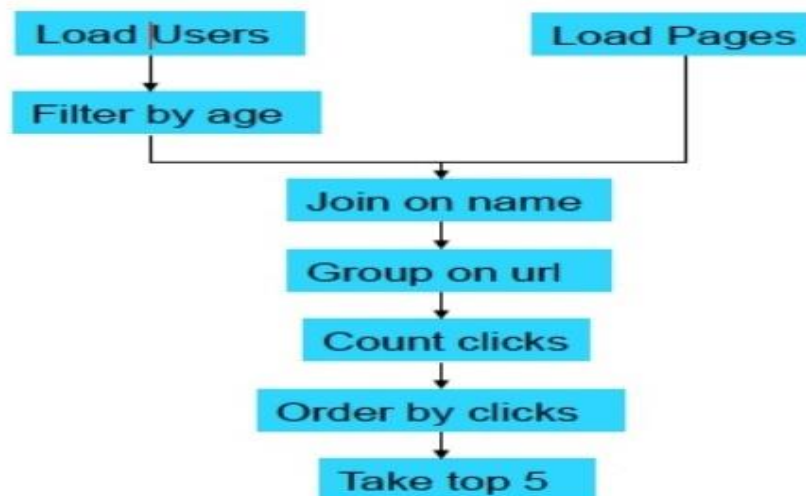 Load Users
Load Pages
Filter by age
Join on name
Group on url
Count clicks
Order by clicks
Take top 5